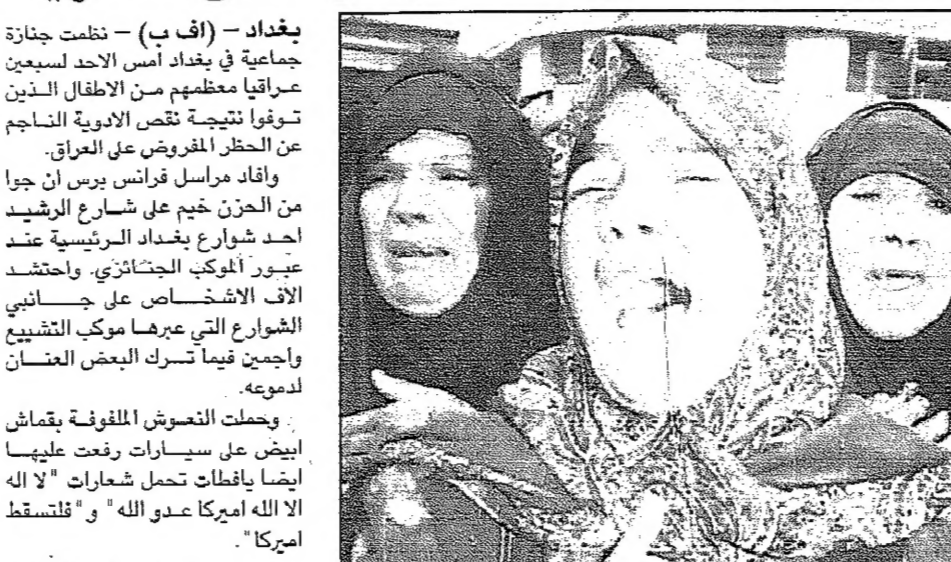 بغداد – (اف ب) – نظمت جنازة
جماعية في بغداد أمس الاحد لسبعين
عراقيا معظمهم من الاطفال الذين
توفوا نتيجة نقص الادوية الناجم
عن الحظر المفروض على العراق.
وافاد مراسل فرانس برس ان جوا
من الحزن خيم على شارع الرشيد
احد شوارع بغداد الرئيسية عند
عبور الموكب الجنائزي. واحتشد
الاف الاشخاص على جانبي
الشوارع التي عبرها موكب التشييع
واجمين فيما ترك البعض العنان
لدموعه.
وحملت النعوش الملفوفة بقماش
ابيض على سيارات رفعت عليها
ايضا يافطات تحمل شعارات "لا اله
الا الله اميركا عدو الله" و "فلتسقط
اميركا".